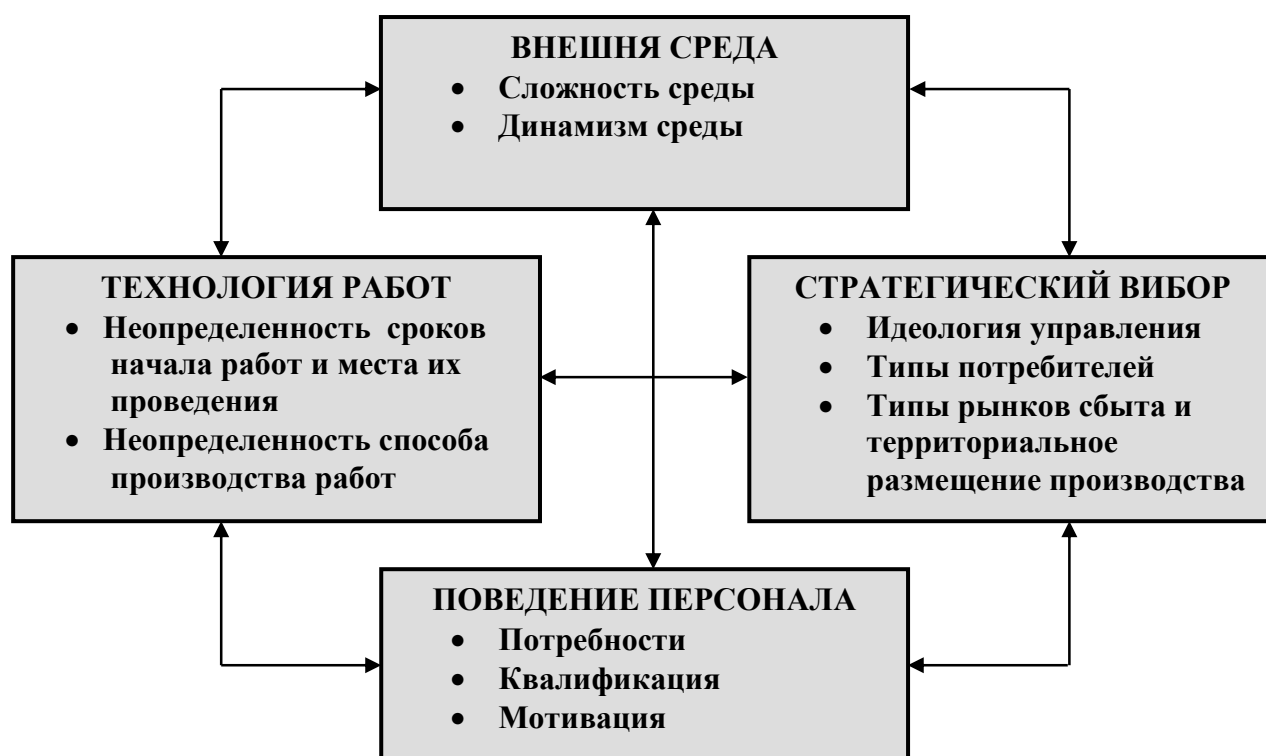 ВНЕШНЯ СРЕДА
• Сложность среды
• Динамизм среды
ТЕХНОЛОГИЯ РАБОТ
• Неопределенность сроков
начала работ и места их
проведения
• Неопределенность способа
производства работ
СТРАТЕГИЧЕСКИЙ ВИБОР
• Идеология управления
• Типы потребителей
• Типы рынков сбыта и
территориальное
размещение производства
ПОВЕДЕНИЕ ПЕРСОНАЛА
• Потребности
• Квалификация
• Мотивация